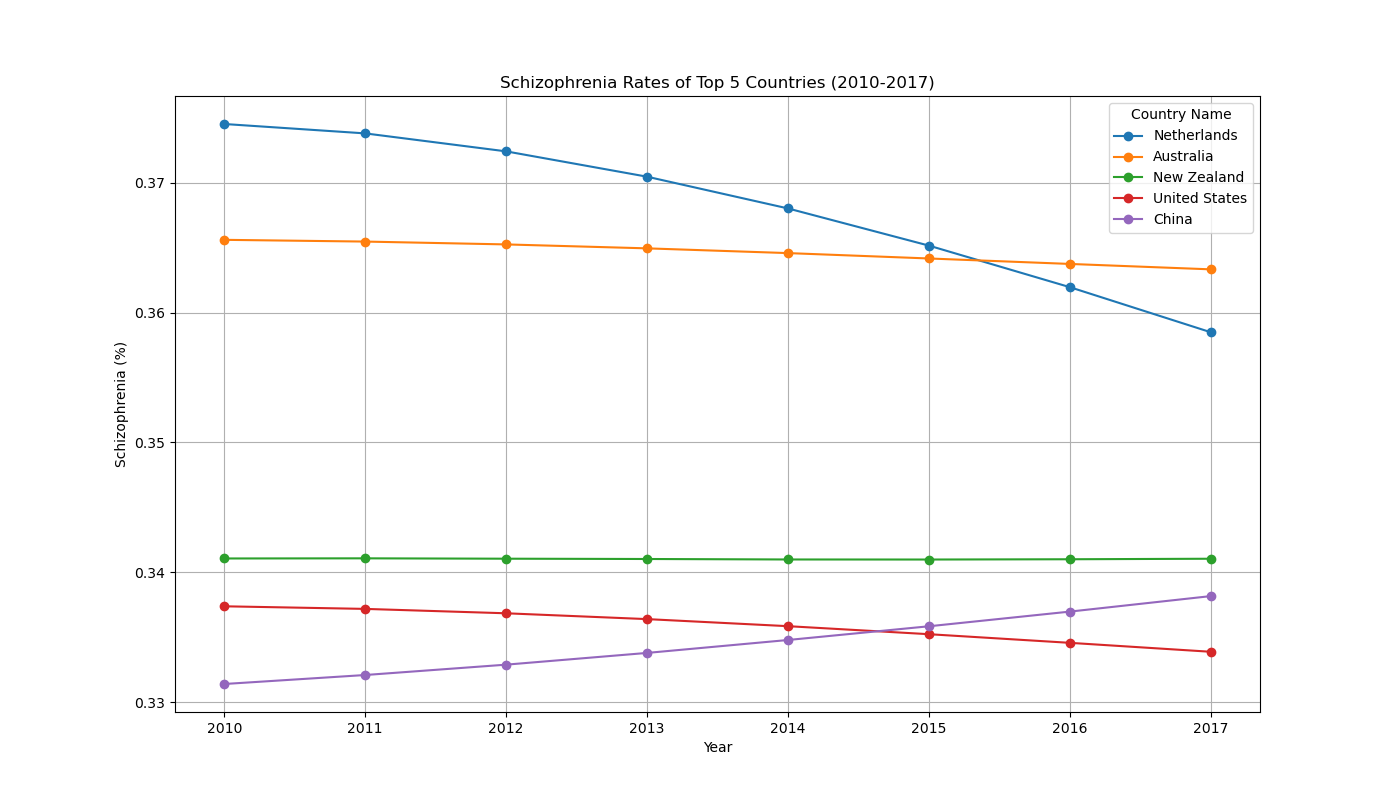 Schizophrenia Rates of Top 5 Countries (2010-2017)
Country Name
Netherlands
Australia
New Zealand
United States
China
Schizophrenia (%)
0.37
0.36
0.35
0.34
0.33
2010 2011 2012 2013 2014 2015 2016 2017
Year